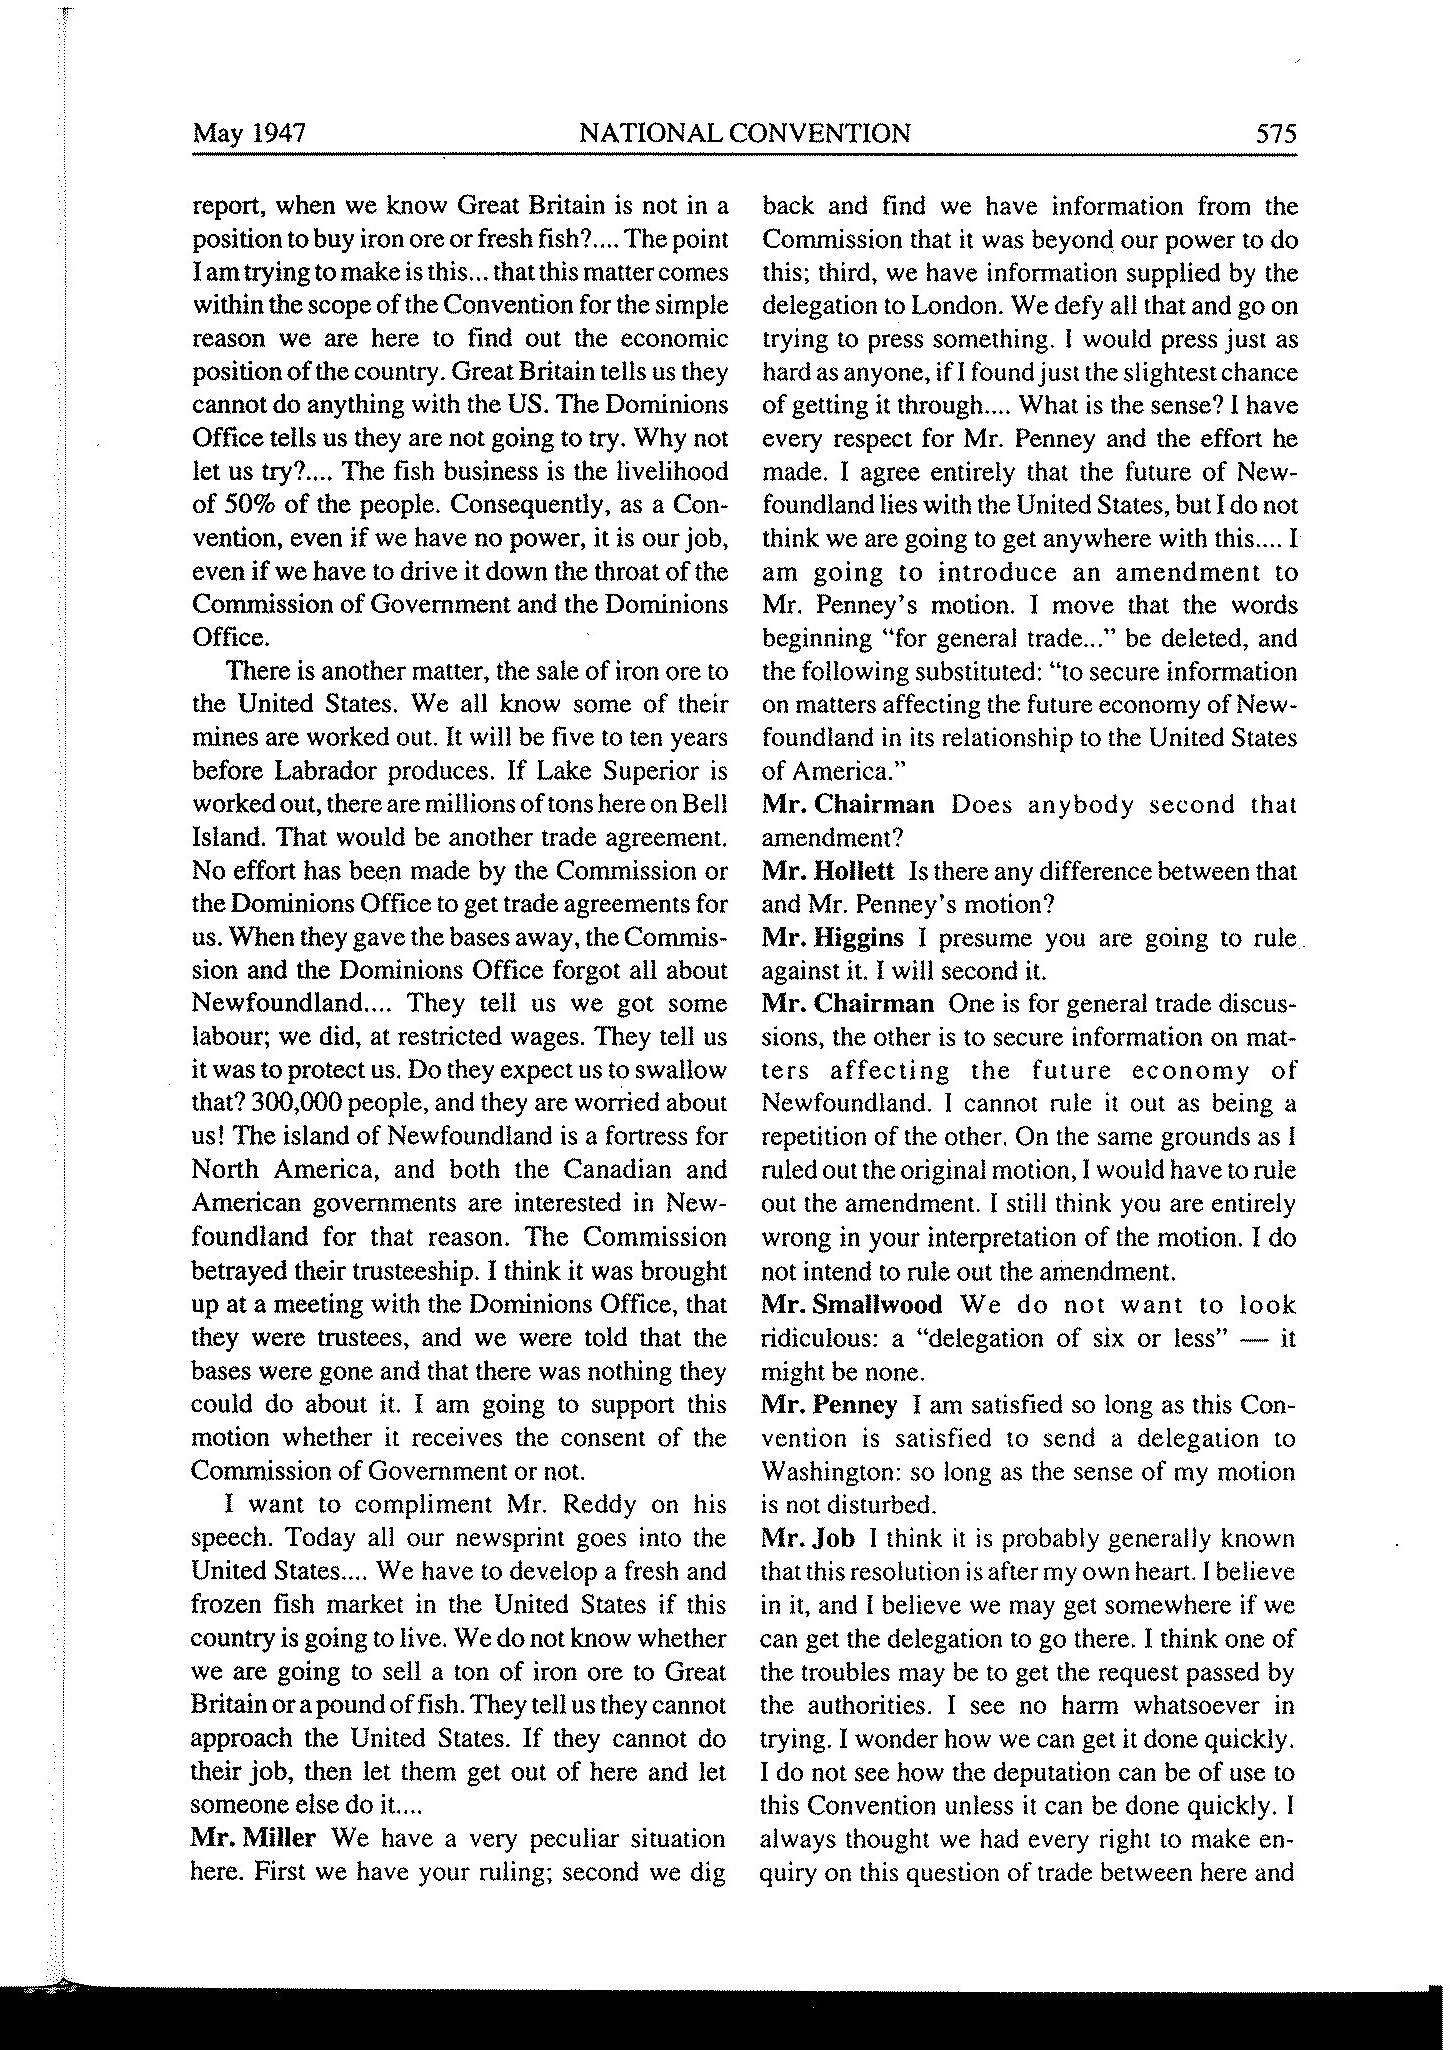 May 1947 NATIONAL CONVENTION 575
report, when we know Great Britain is not in a
position to buy iron ore or fresh fish?.... The point
I am trying to make is this... that this matter comes
within the scope of the Convention for the simple
reason we are here to find out the economic
position of the country. Great Britain tells us they
cannot do anything with the US. The Dominions
Office tells us they are not going to try. Why not
let us try?.... The fish business is the livelihood
of 50% of the people. Consequently, as a Con-
vention, even if we have no power, it is our job,
even if we have to drive it down the throat of the
Commission of Government and the Dominions
Office.
There is another matter, the sale of iron ore to
the United States. We all know some of their
mines are worked out. It will be five to ten years
before Labrador produces. If Lake Superior is
worked out, there are millions of tons here on Bell
Island. That would be another trade agreement.
No effort has been made by the Commission or
the Dominions Office to get trade agreements for
us. When they gave the bases away, the Commis-
sion and the Dominions Office forgot all about
Newfoundland.... They tell us we got some
labour; we did, at restricted wages. They tell us
it was to protect us. Do they expect us to swallow
that? 300,000 people, and they are worried about
us! The island of Newfoundland is a fortress for
North America, and both the Canadian and
American governments are interested in New-
foundland for that reason. The Commission
betrayed their trusteeship. I think it was brought
up at a meeting with the Dominions Office, that
they were trustees, and we were told that the
bases were gone and that there was nothing they
could do about it. I am going to support this
motion whether it receives the consent of the
Commission of Government or not.
I want to compliment Mr. Reddy on his
speech. Today all our newsprint goes into the
United States.... We have to develop a fresh and
frozen fish market in the United States if this
country is going to live. We do not know whether
we are going to sell a ton of iron ore to Great
Britain or a pound of fish. They tell us they cannot
approach the United States. If they cannot do
their job, then let them get out of here and let
someone else do it....
Mr. Miller We have a very peculiar situation
here. First we have your ruling; second we dig
back and find we have information from the
Commission that it was beyond our power to do
this; third, we have information supplied by the
delegation to London. We defy all that and go on
trying to press something. I would press just as
hard as anyone, if I found just the slightest chance
of getting it through.... What is the sense? I have
every respect for Mr. Penney and the effort he
made. I agree entirely that the future of New-
foundland lies with the United States, but I do not
think we are going to get anywhere with this.... I
am going to introduce an amendment to
Mr. Penney's motion. I move that the words
beginning “for general trade...” be deleted, and
the following substituted: “to secure information
on matters affecting the future economy of New-
foundland in its relationship to the United States
of America.”
Mr. Chairman Does anybody second that
amendment?
Mr. Hollett Is there any difference between that
and Mr. Penney's motion?
Mr. Higgins I presume you are going to rule
against it. I will second it.
Mr. Chairman One is for general trade discus-
sions, the other is to secure information on mat-
ters affecting the future economy of
Newfoundland. I cannot rule it out as being a
repetition of the other. On the same grounds as I
ruled out the original motion, I would have to rule
out the amendment. I still think you are entirely
wrong in your interpretation of the motion. I do
not intend to rule out the amendment.
Mr. Smallwood We do not want to look
ridiculous: a “delegation of six or less” — it
might be none.
Mr. Penney I am satisfied so long as this Con-
vention is satisfied to send a delegation to
Washington: so long as the sense of my motion
is not disturbed.
Mr. Job I think it is probably generally known
that this resolution is after my own heart. I believe
in it, and I believe we may get somewhere if we
can get the delegation to go there. I think one of
the troubles may be to get the request passed by
the authorities. I see no harm whatsoever in
trying. I wonder how we can get it done quickly.
I do not see how the deputation can be of use to
this Convention unless it can be done quickly. I
always thought we had every right to make en-
quiry on this question of trade between here and